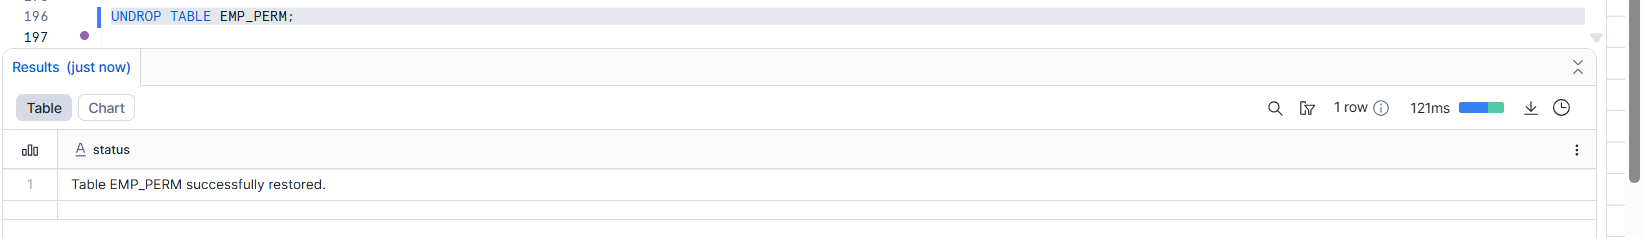 196 UNDROP TABLE EMP_PERM;
197
Results (just now)
Table Chart 1 row 121ms
status
1 Table EMP_PERM successfully restored.